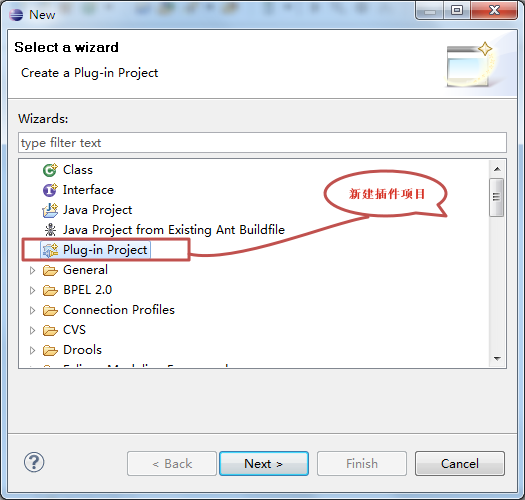 New
Select a wizard
Create a Plug-in Project
Wizards:
type filter text
Class
Interface
Java Project
Java Project from Existing Ant Buildfile
Plug-in Project
General
BPEL 2.0
Connection Profiles
CVS
Drools
新建插件项目
< Back
Next >
Finish
Cancel